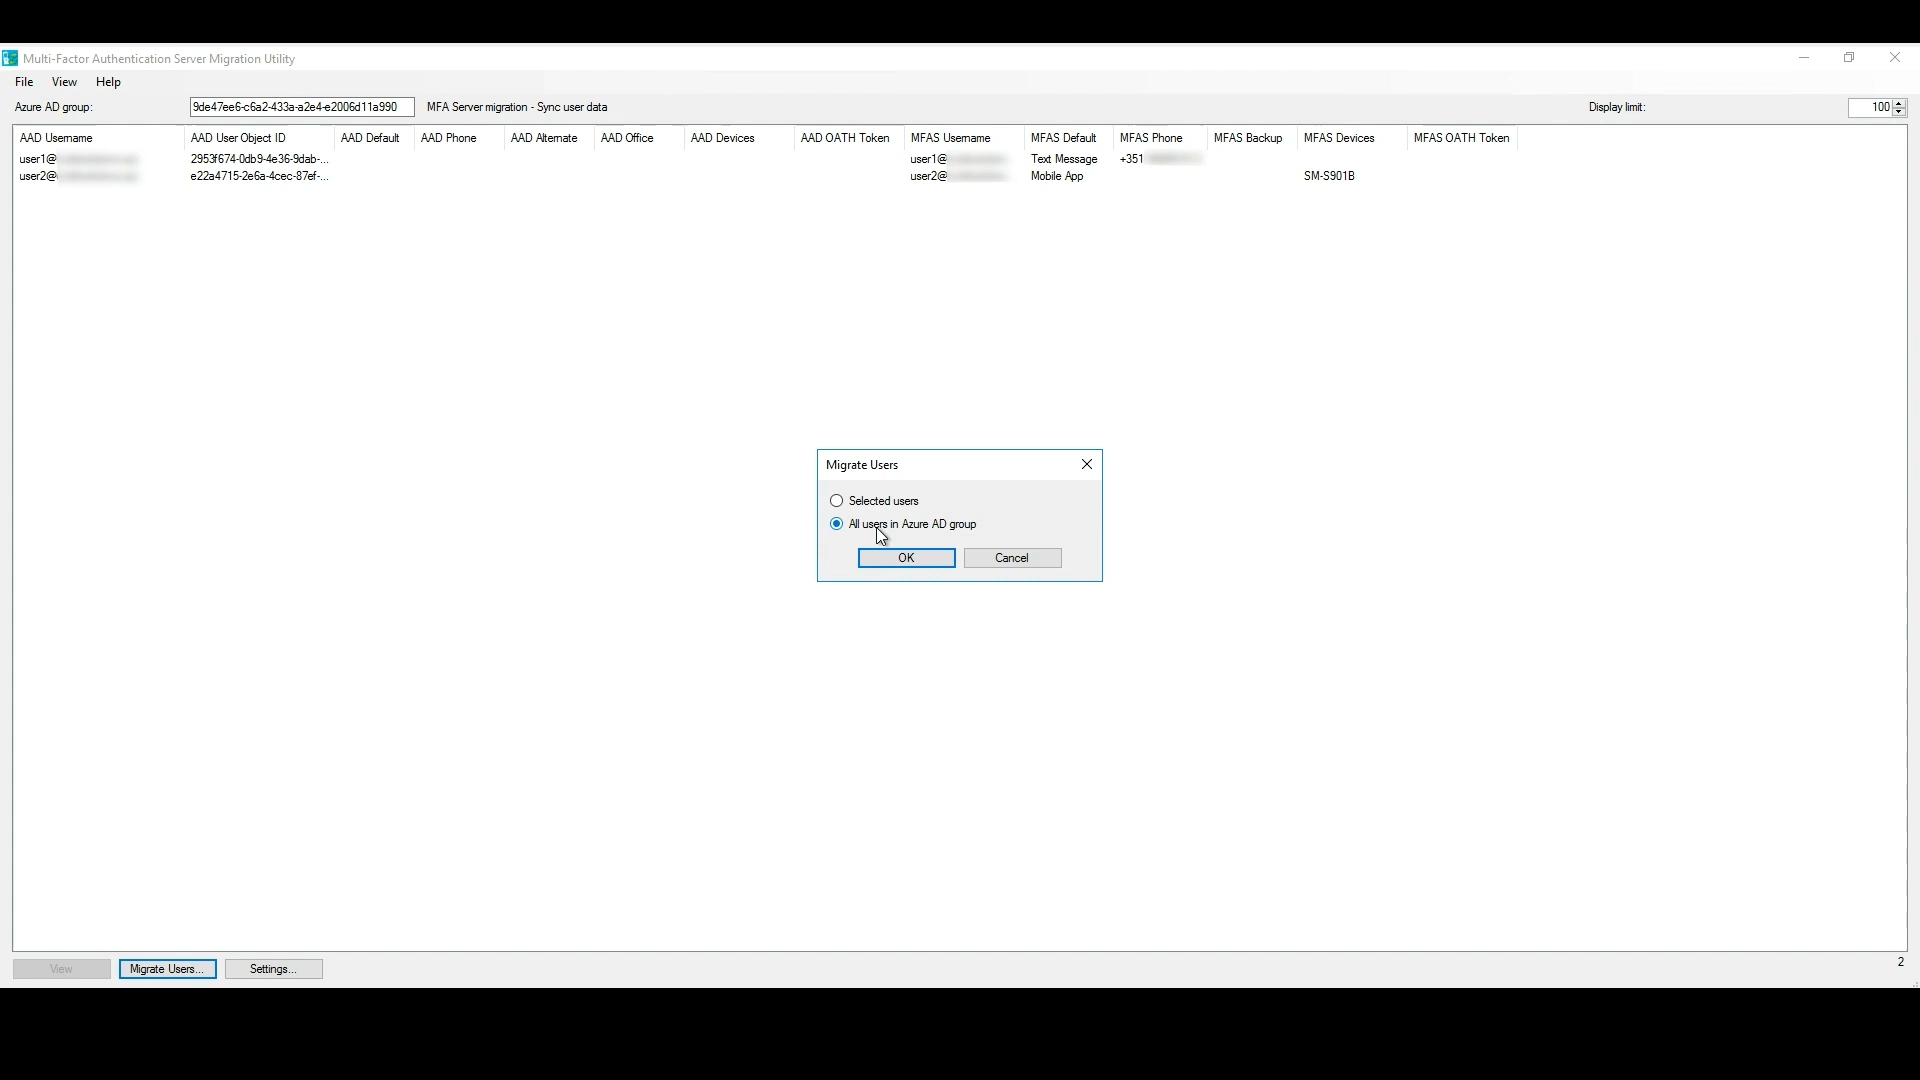 Multi-Factor Authentication Server Migration Utility
File View Help
Azure AD group: 9de47ee6-c6a2-433a-a2e4-e2006d11a990 MFA Server migration - Sync user data Display limit: 100
AAD Username AAD User Object ID AAD Default AAD Phone AAD Alternate AAD Office AAD Devices AAD OATH Token MFAS Username MFAS Default MFAS Phone MFAS Backup MFAS Devices MFAS OATH Token
user1@ 2953f674-0db9-4e36-9dab-... user1@ Text Message +351
user2@ e22a4715-2e6a-4cec-87ef-... user2@ Mobile App SM-S901B
Migrate Users
Selected users
All users in Azure AD group
OK Cancel
View Migrate Users... Settings... 2